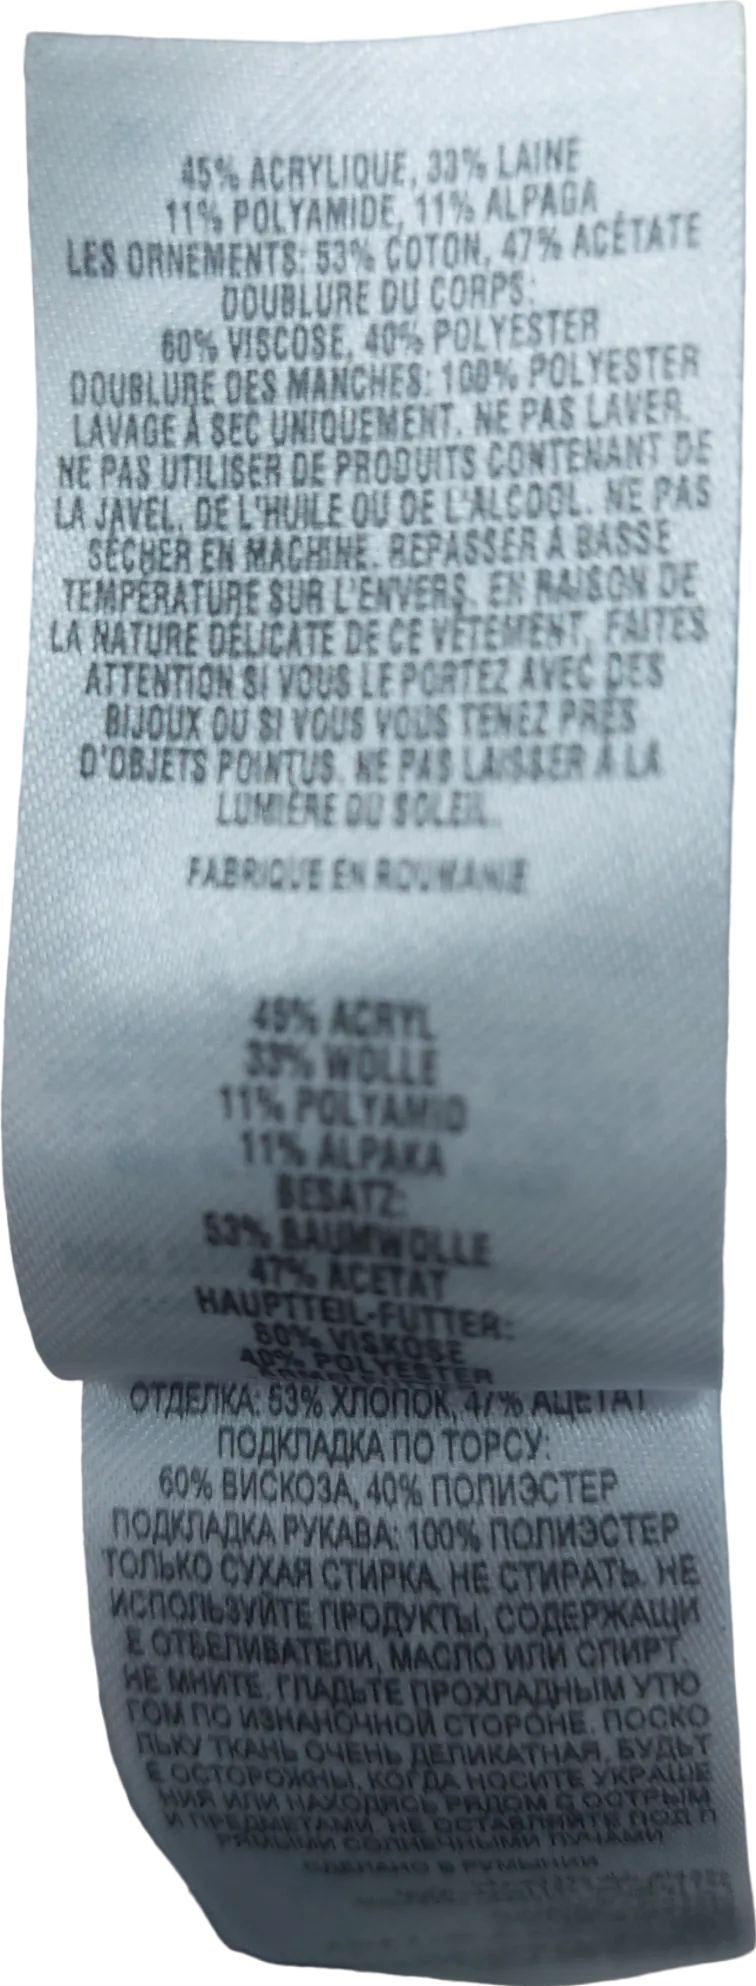 45% ACRYLIQUE, 33% LAINE
11% POLYAMIDE, 11% ALPAGA
LES ORNEMENTS: 53% COTON, 47% ACÉTATE
DOUBLURE DU CORPS:
60% VISCOSE, 40% POLYESTER
DOUBLURE DES MANCHES: 100% POLYESTER
LAVAGE À SEC UNIQUEMENT. NE PAS LAVER.
NE PAS UTILISER DE PRODUITS CONTENANT DE
LA JAVEL, DE L'HUILE OU DE L'ALCOOL. NE PAS
SÉCHER EN MACHINE. REPASSER À BASSE
TEMPÉRATURE SUR L'ENVERS. EN RAISON DE
LA NATURE DÉLICATE DE CE VÊTEMENT, FAITES
ATTENTION SI VOUS LE PORTEZ AVEC DES
BIJOUX OU SI VOUS VOUS TENEZ PRÈS
D'OBJETS POINTUS. NE PAS LAISSER À LA
LUMIÈRE DU SOLEIL.
FABRIQUE EN ROUMANIE
45% ACRYL
33% WOLLE
11% POLYAMID
11% ALPAKA
BESATZ:
53% BAUMWOLLE
47% ACETAT
HAUPTTEIL-FUTTER:
60% VISKOSE
40% POLYESTER
ОТДЕЛКА: 53% ХЛОПОК, 47% АЦЕТАТ
ПОДКЛАДКА ПО ТОРСУ:
60% ВИСКОЗА, 40% ПОЛИЭСТЕР
ПОДКЛАДКА РУКАВА: 100% ПОЛИЭСТЕР
ТОЛЬКО СУХАЯ СТИРКА. НЕ СТИРАТЬ. НЕ
ИСПОЛЬЗУЙТЕ ПРОДУКТЫ, СОДЕРЖАЩИ
Е ОТБЕЛИВАТЕЛИ, МАСЛО ИЛИ СПИРТ.
НЕ МНИТЕ. ГЛАДЬТЕ ПРОХЛАДНЫМ УТЮ
ГОМ ПО ИЗНАНОЧНОЙ СТОРОНЕ. ПОСКО
ЛЬКУ ТКАНЬ ОЧЕНЬ ДЕЛИКАТНАЯ, БУДЬТ
Е ОСТОРОЖНЫ, КОГДА НОСИТЕ УКРАШЕ
НИЯ ИЛИ НАХОДЯСЬ РЯДОМ С ОСТРЫМ
И ПРЕДМЕТАМИ. НЕ ОСТАВЛЯЙТЕ ПОД П
РЯМЫМИ СОЛНЕЧНЫМИ ЛУЧАМИ
СДЕЛАНО В РУМЫНИИ